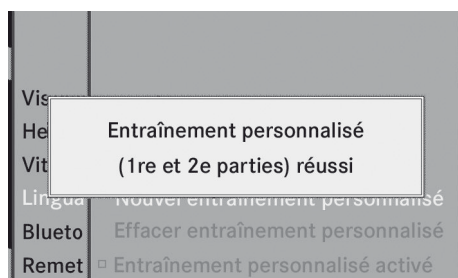 Vis
He
Vit
Entraînement personnalisé
(1re et 2e parties) réussi
Lingua Nouvel entraînement personnalisé
Blueto Effacer entraînement personnalisé
Remet Entraînement personnalisé activé